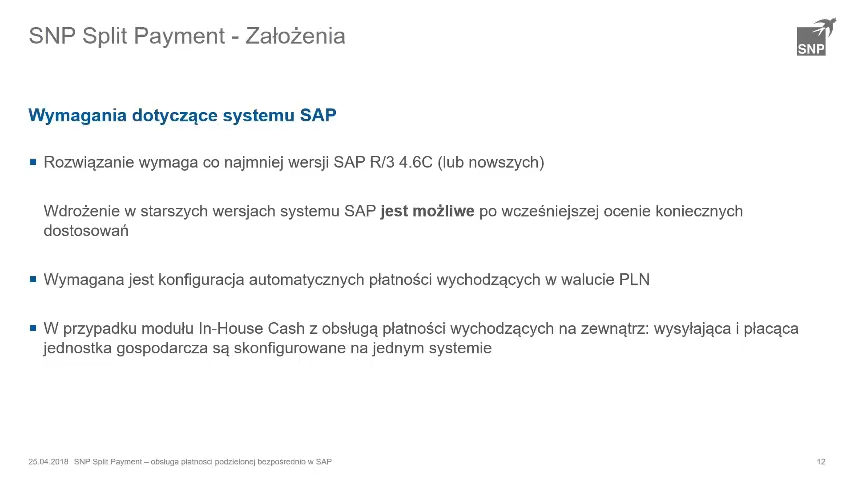 SNP Split Payment - Założenia
SNP
Wymagania dotyczące systemu SAP
Rozwiązanie wymaga co najmniej wersji SAP R/3 4.6C (lub nowszych)
Wdrożenie w starszych wersjach systemu SAP jest możliwe po wcześniejszej ocenie koniecznych
dostosowań
Wymagana jest konfiguracja automatycznych płatności wychodzących w walucie PLN
W przypadku modułu In-House Cash z obsługą płatności wychodzących na zewnątrz: wysyłająca i płacąca
jednostka gospodarcza są skonfigurowane na jednym systemie
25.04.2018 SNP Split Payment – obsługa płatności podzielonej bezpośrednio w SAP
12